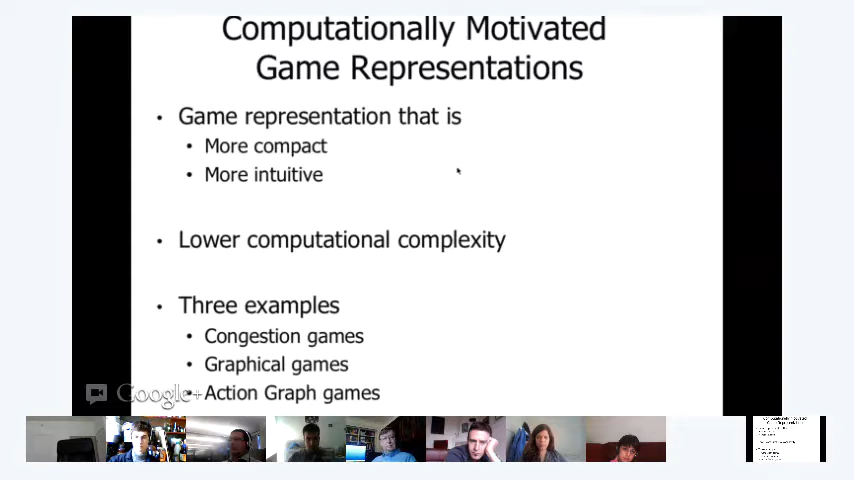 Computationally Motivated
Game Representations
• Game representation that is
• More compact
• More intuitive
• Lower computational complexity
• Three examples
• Congestion games
• Graphical games
• Action Graph games
Google+